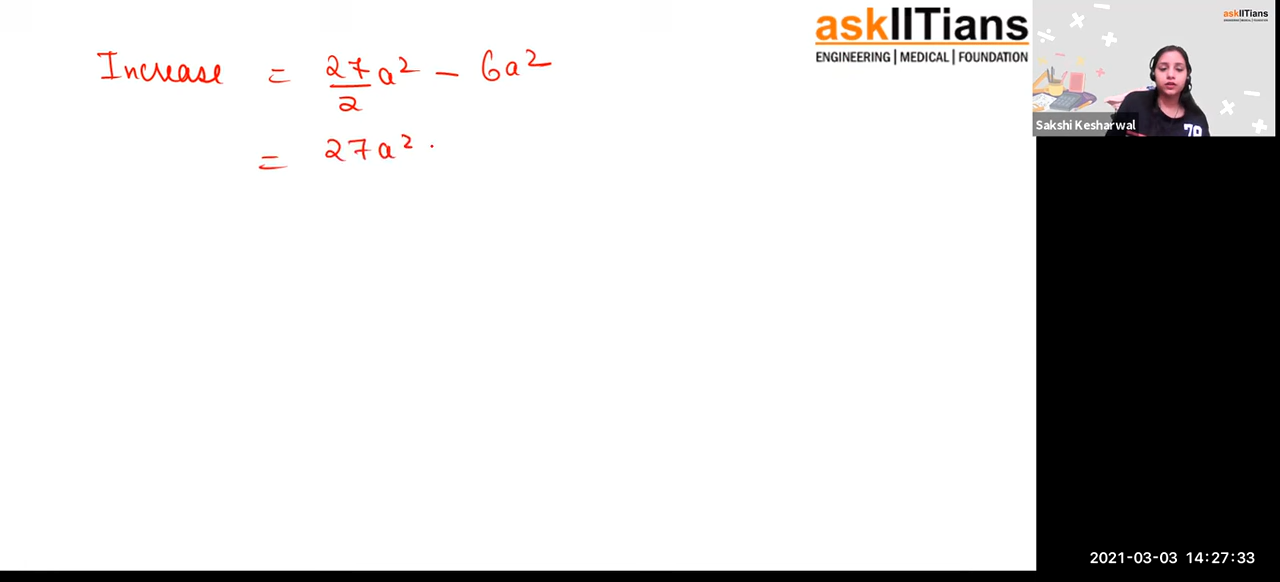 askIITians
ENGINEERING | MEDICAL | FOUNDATION
askIITians
Increase = 27/2 a² - 6a²
= 27a² .
Sakshi Kesharwal
79
2021-03-03 14:27:33